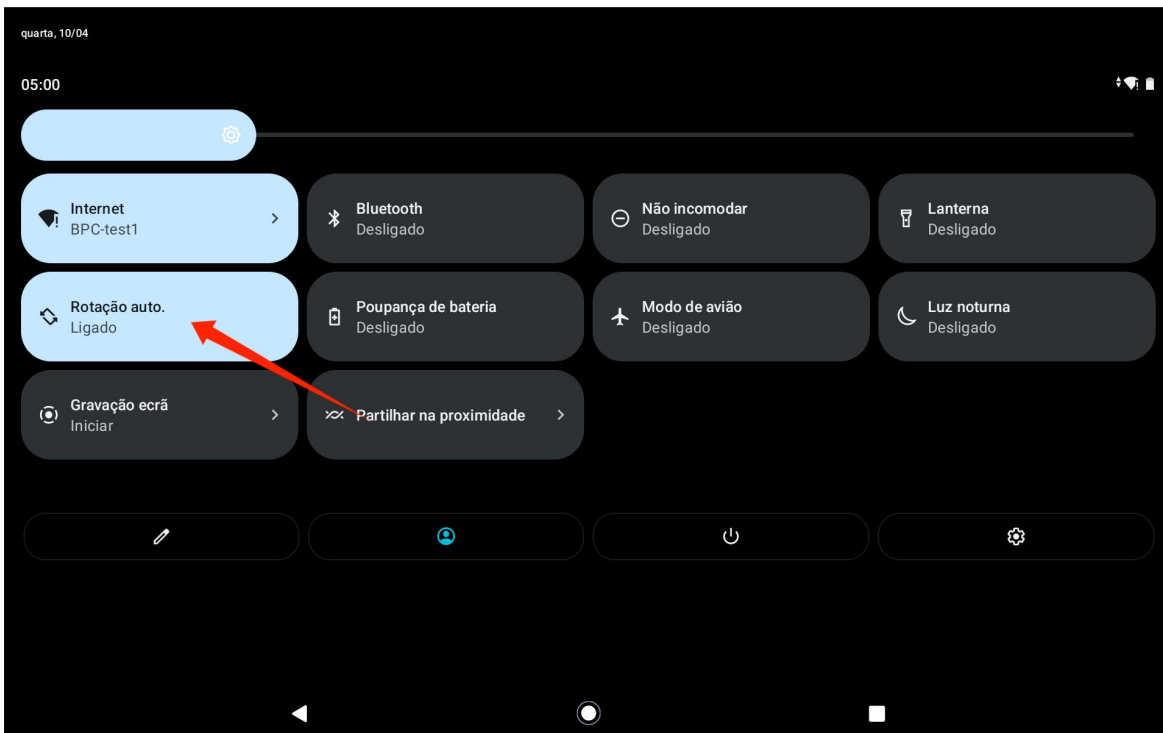 quarta, 10/04
05:00
Internet
BPC-test1
Bluetooth
Desligado
Não incomodar
Desligado
Lanterna
Desligado
Rotação auto.
Ligado
Poupança de bateria
Desligado
Modo de avião
Desligado
Luz noturna
Desligado
Gravação ecrã
Iniciar
Partilhar na proximidade